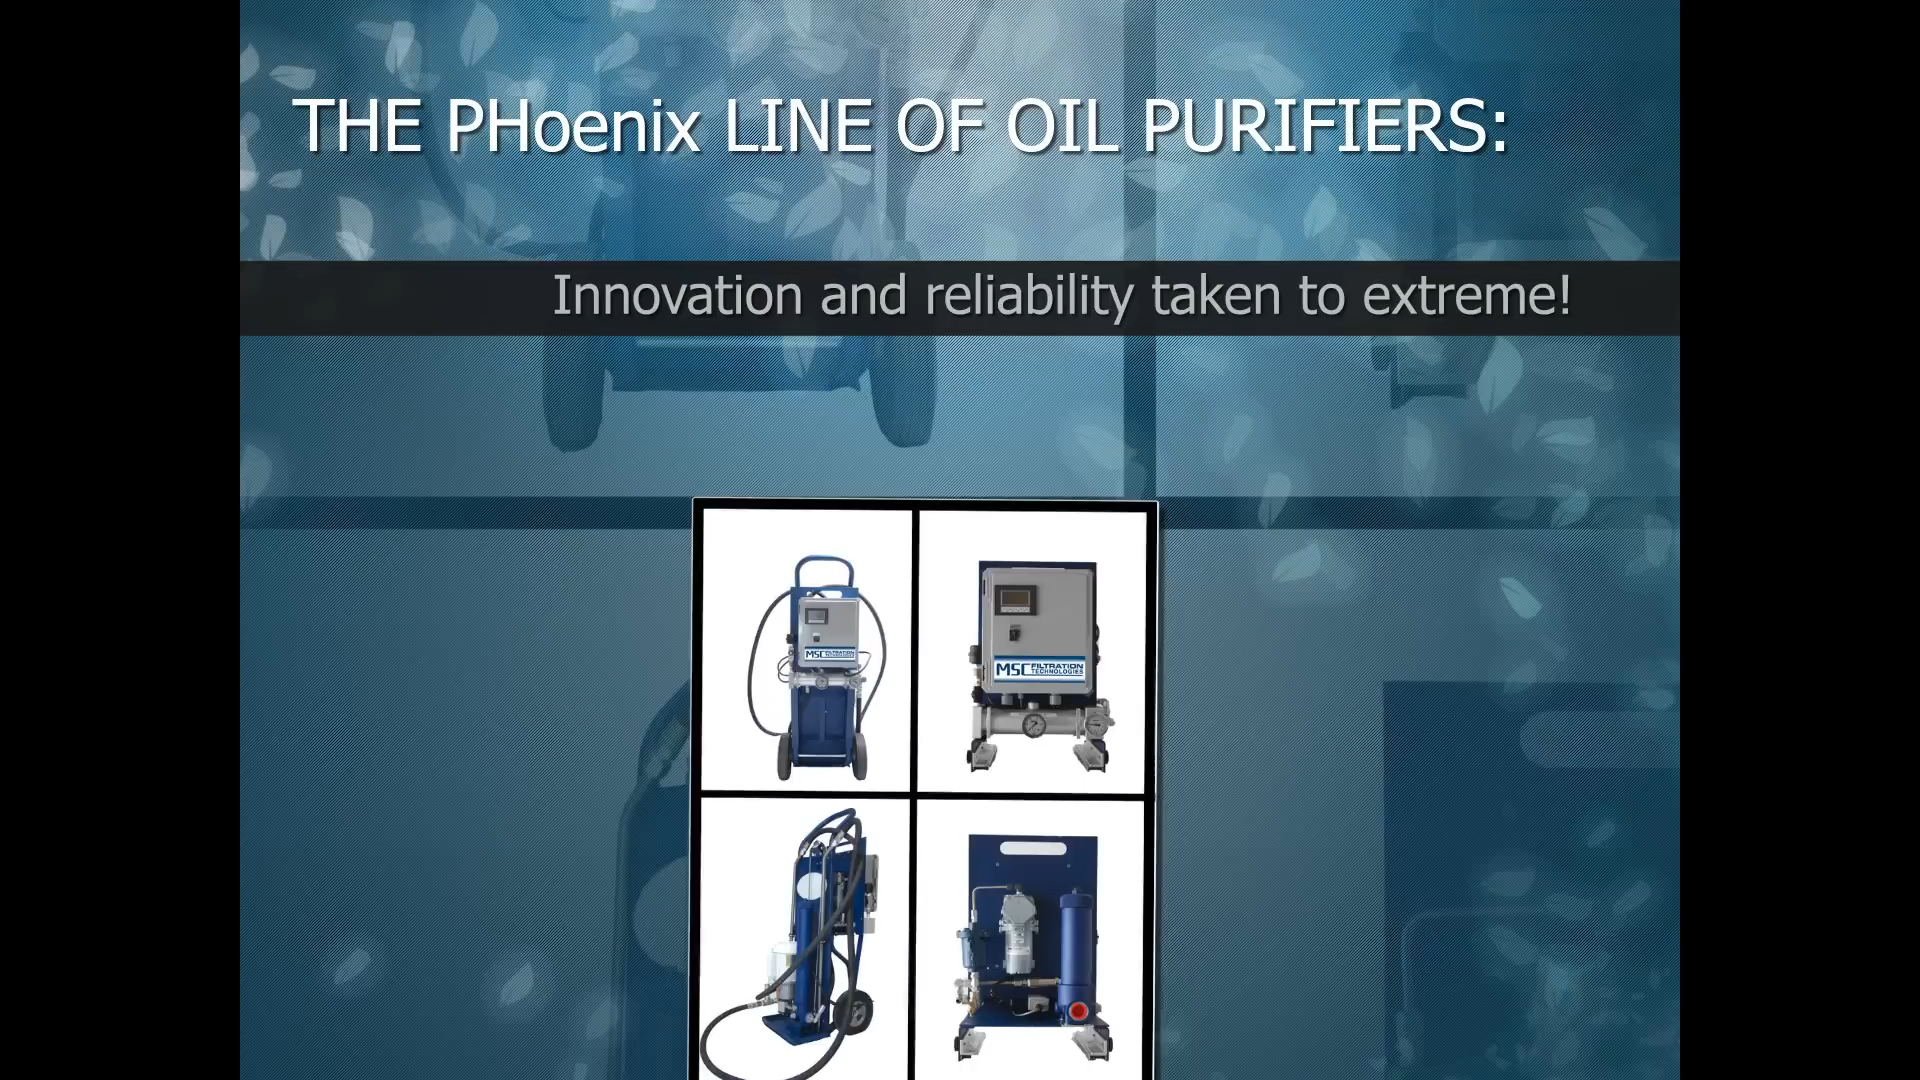 THE PHoenix LINE OF OIL PURIFIERS:
Innovation and reliability taken to extreme!
MSC FILTRATION TECHNOLOGIES
MSC FILTRATION
TECHNOLOGIES